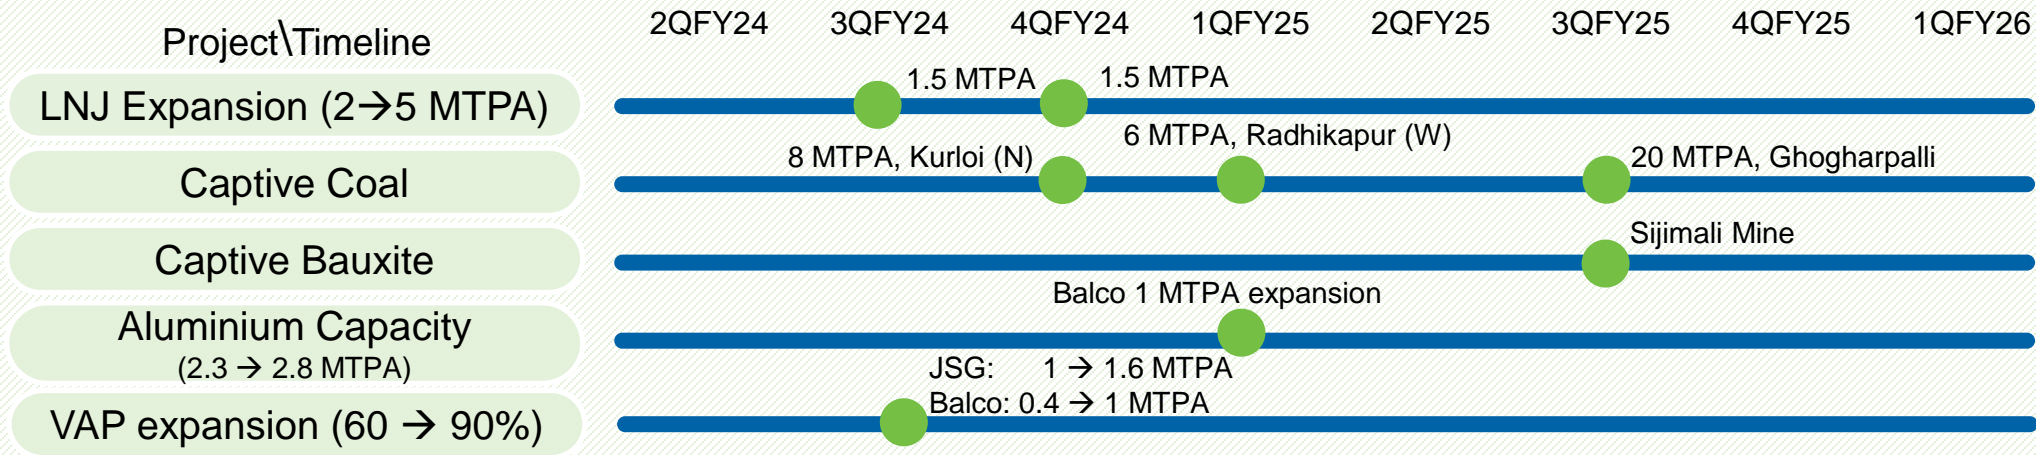 Project\Timeline
2QFY24 3QFY24 4QFY24 1QFY25 2QFY25 3QFY25 4QFY25 1QFY26
LNJ Expansion (2→5 MTPA)
1.5 MTPA
1.5 MTPA
Captive Coal
8 MTPA, Kurloi (N)
6 MTPA, Radhikapur (W)
20 MTPA, Ghogharpalli
Captive Bauxite
Sijimali Mine
Aluminium Capacity
(2.3 → 2.8 MTPA)
Balco 1 MTPA expansion
VAP expansion (60 → 90%)
JSG: 1 → 1.6 MTPA
Balco: 0.4 → 1 MTPA